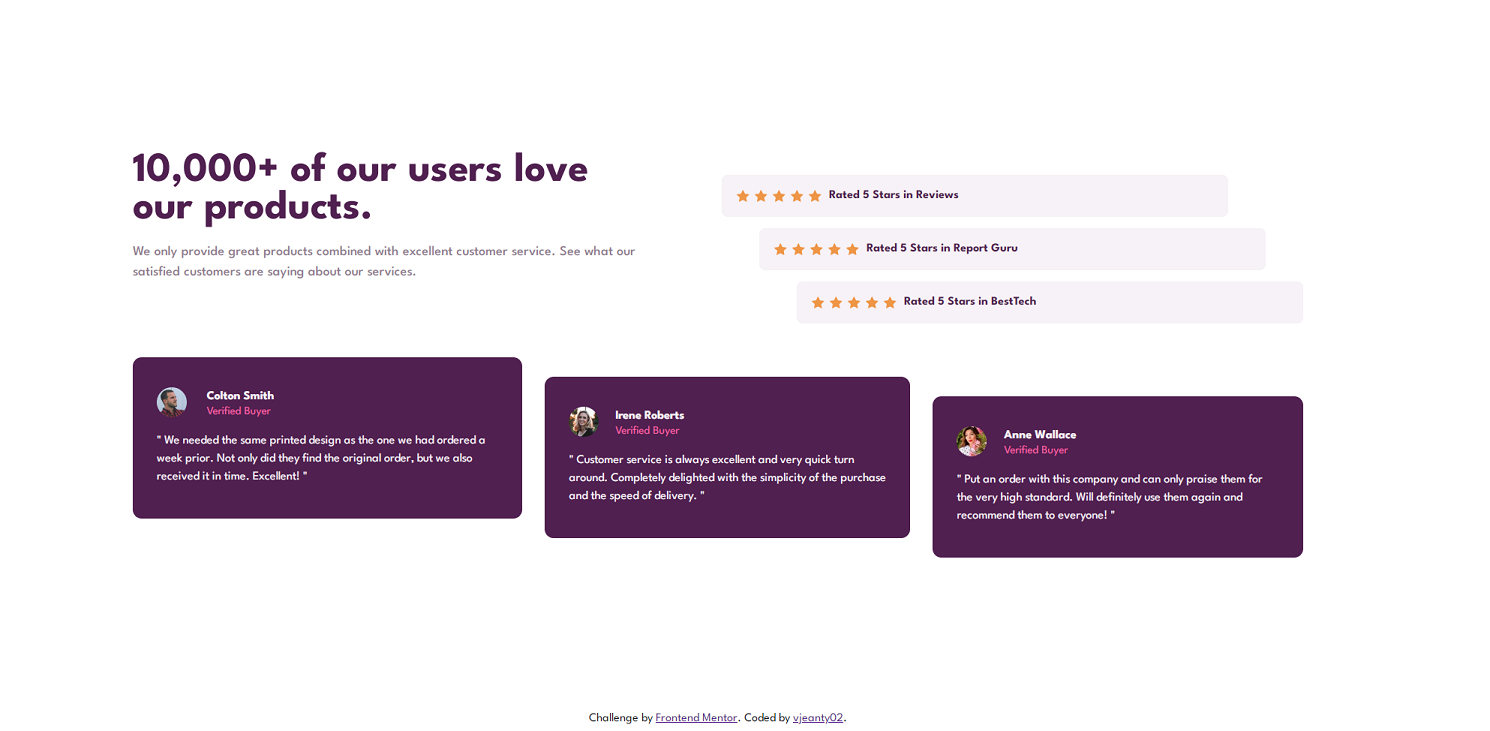 10,000+ of our users love
our products.
We only provide great products combined with excellent customer service. See what our
satisfied customers are saying about our services.
Rated 5 Stars in Reviews
Rated 5 Stars in Report Guru
Rated 5 Stars in BestTech
Colton Smith
Verified Buyer
" We needed the same printed design as the one we had ordered a
week prior. Not only did they find the original order, but we also
received it in time. Excellent! "
Irene Roberts
Verified Buyer
" Customer service is always excellent and very quick turn
around. Completely delighted with the simplicity of the purchase
and the speed of delivery. "
Anne Wallace
Verified Buyer
" Put an order with this company and can only praise them for
the very high standard. Will definitely use them again and
recommend them to everyone! "
Challenge by Frontend Mentor. Coded by vjeanty02.